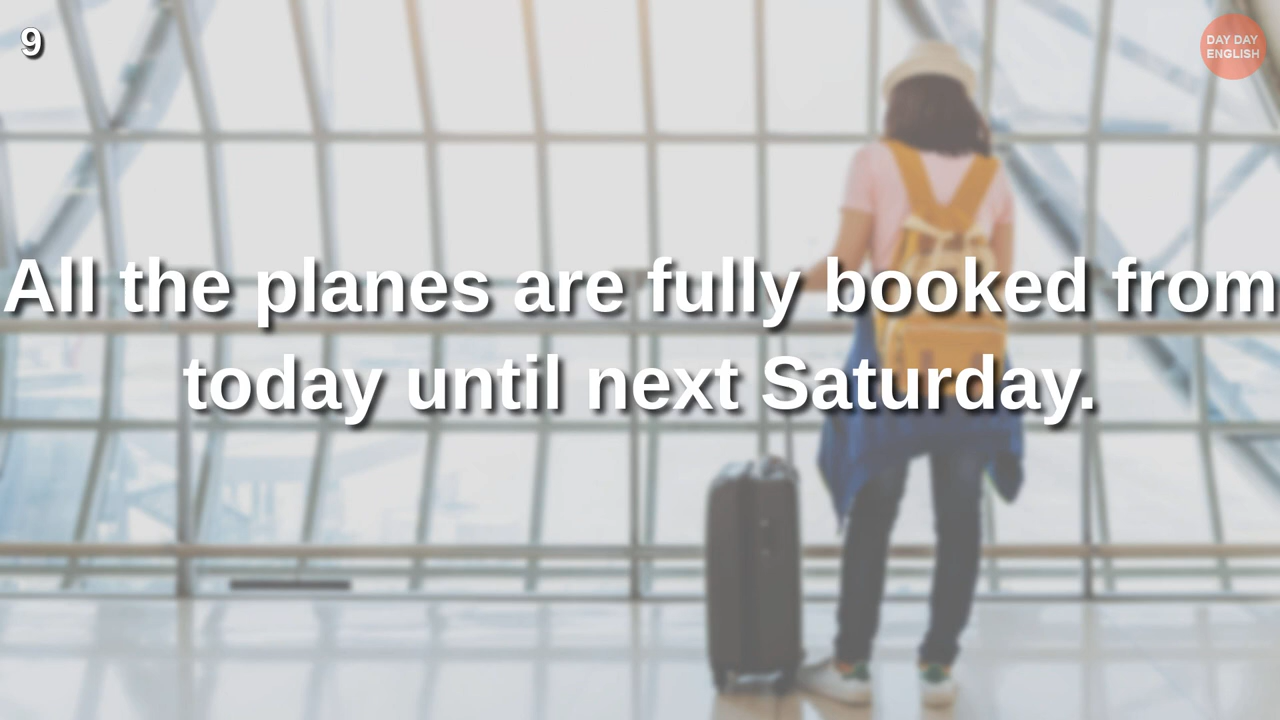 9
DAY DAY
ENGLISH
All the planes are fully booked from
today until next Saturday.